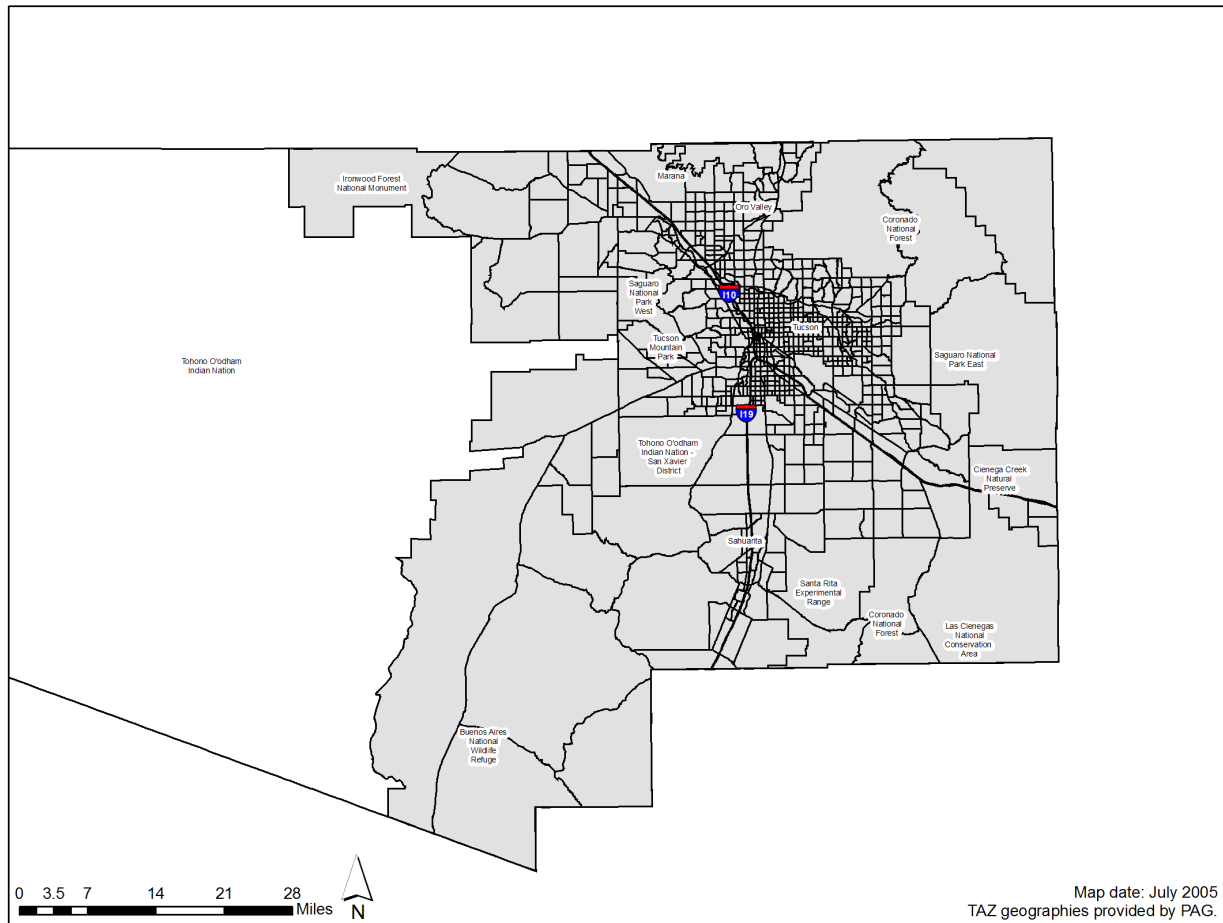 Ironwood Forest
National Monument
Marana
Oro Valley
Coronado
National
Forest
Saguaro
National
Park
West
I10
Tucson
Tucson
Mountain
Park
Tohono O'odham
Indian Nation
Saguaro National
Park East
I19
Tohono O'odham
Indian Nation -
San Xavier
District
Cienega Creek
Natural
Preserve
Sahuarita
Santa Rita
Experimental
Range
Coronado
National
Forest
Las Cienegas
National
Conservation
Area
Buenos Aires
National
Wildlife
Refuge
0 3.5 7 14 21 28
Miles
N
Map date: July 2005
TAZ geographies provided by PAG.